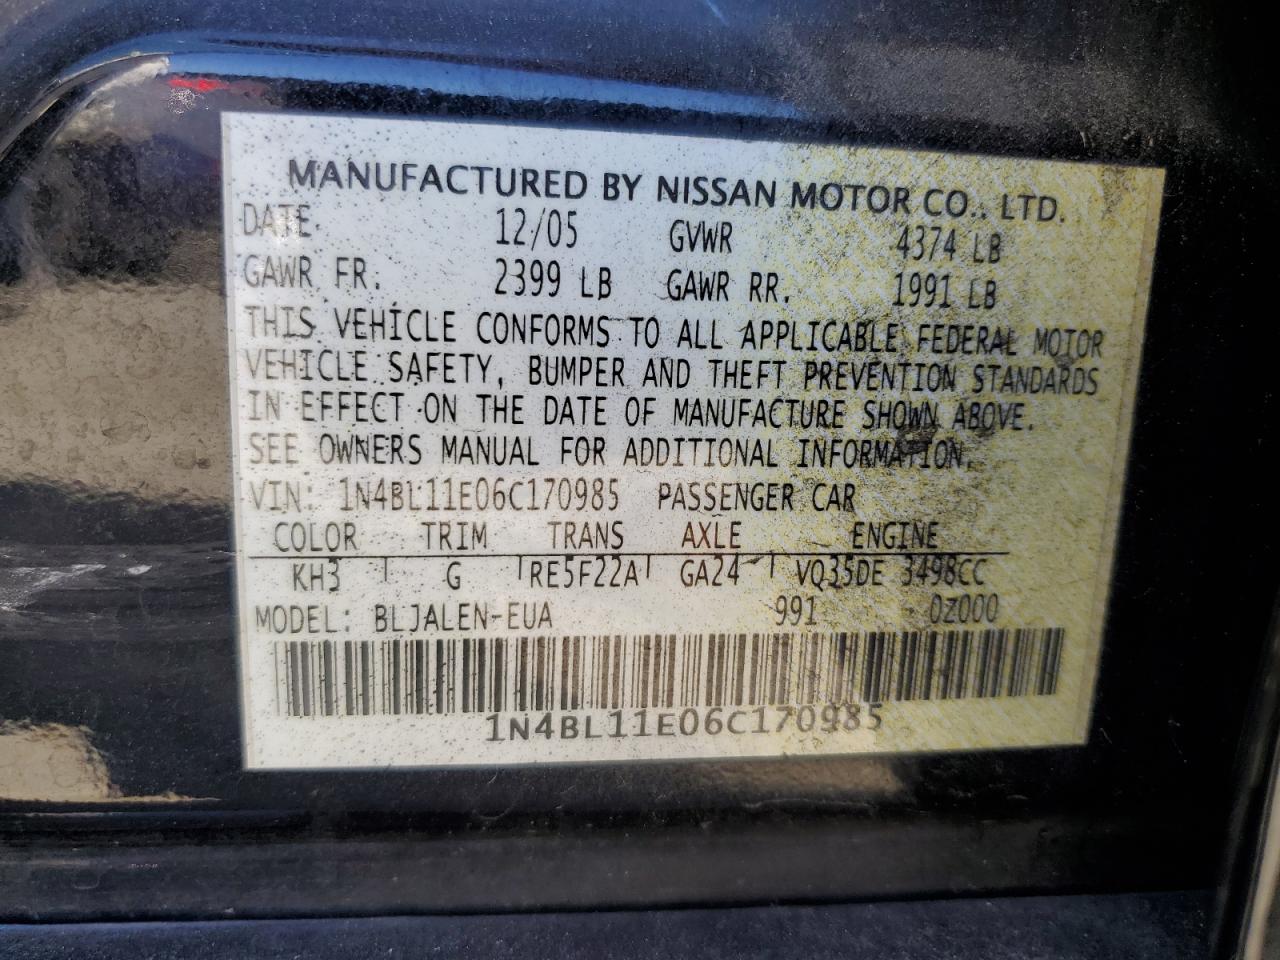 MANUFACTURED BY NISSAN MOTOR CO., LTD.
DATE 12/05 GVWR 4374 LB
GAWR FR. 2399 LB GAWR RR. 1991 LB
THIS VEHICLE CONFORMS TO ALL APPLICABLE FEDERAL MOTOR
VEHICLE SAFETY, BUMPER AND THEFT PREVENTION STANDARDS
IN EFFECT ON THE DATE OF MANUFACTURE SHOWN ABOVE.
SEE OWNERS MANUAL FOR ADDITIONAL INFORMATION.
VIN: 1N4BL11E06C170985 PASSENGER CAR
COLOR TRIM TRANS AXLE ENGINE
KH3 G RE5F22A GA24 VQ35DE 3498CC
MODEL: BLJALEN-EUA 991 0Z000
1N4BL11E06C170985